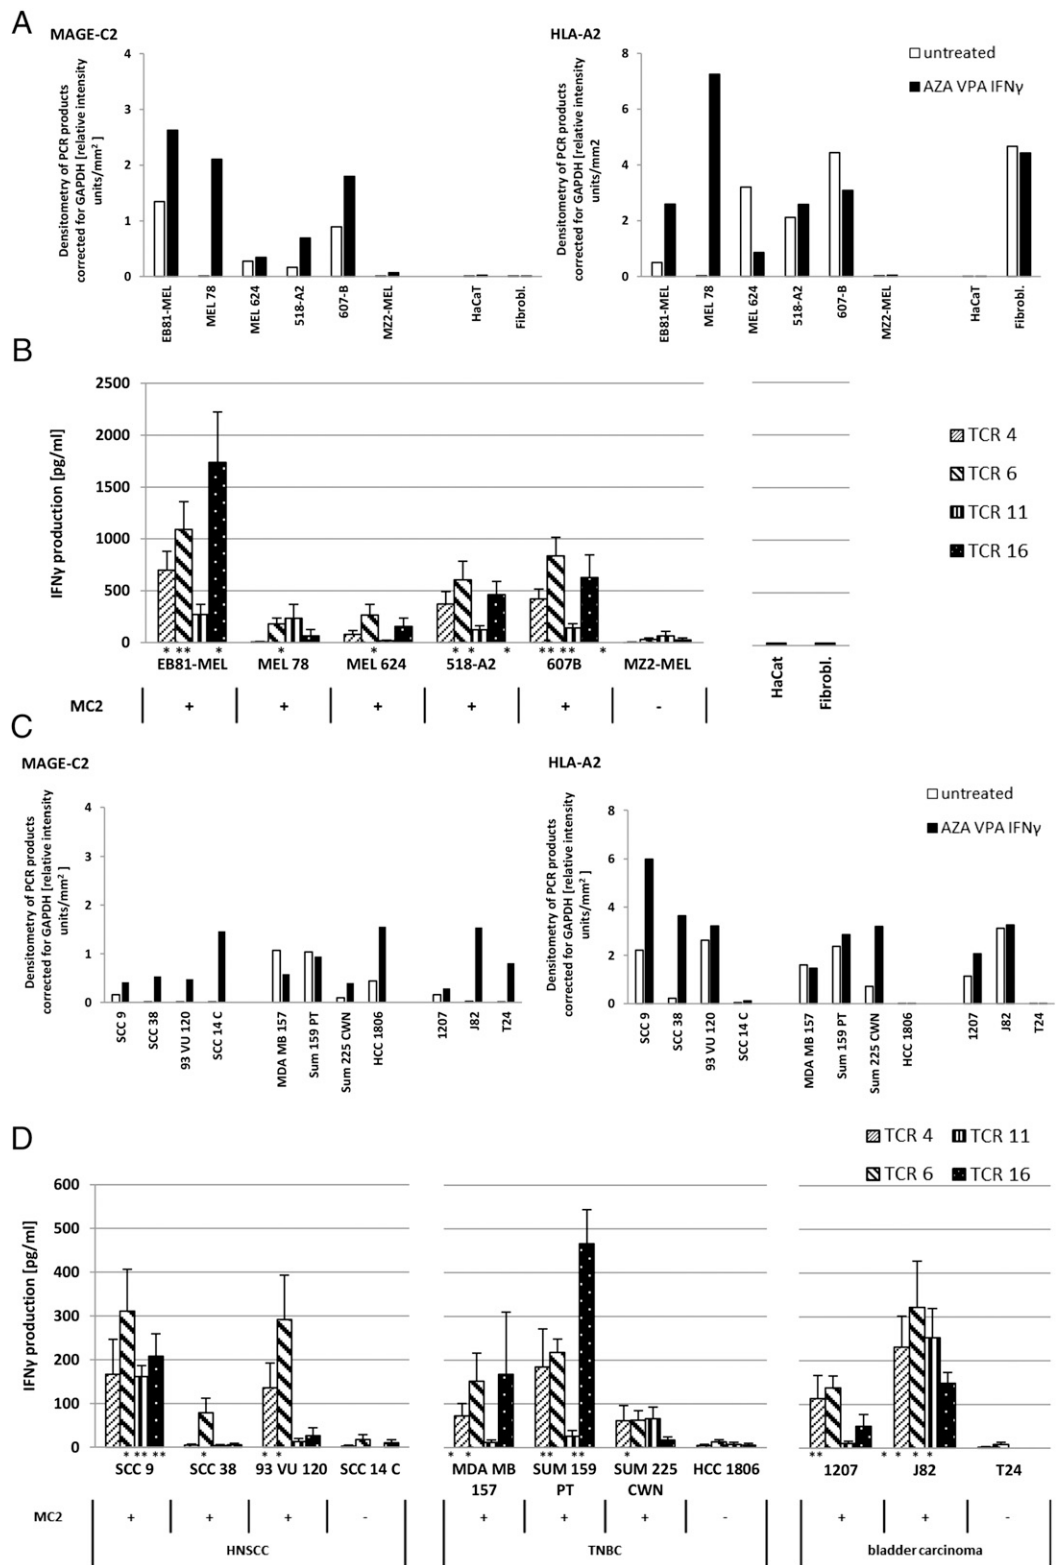 A
MAGE-C2
HLA-A2
Densitometry of PCR products
corrected for GAPDH [relative intensity
units/mm² ]
4
3
2
1
0
EB81-MEL
MEL 78
MEL 624
518-A2
607-B
MZ2-MEL
HaCaT
Fibrobl.
Densitometry of PCR products
corrected for GAPDH [relative intensity
units/mm2
8
6
4
2
0
EB81-MEL
MEL 78
MEL 624
518-A2
607-B
MZ2-MEL
HaCaT
Fibrobl.
untreated
AZA VPA IFNγ
B
IFNγ production [pg/ml]
2500
2000
1500
1000
500
0
* ** *
*
*
* * *
** ** *
EB81-MEL
MEL 78
MEL 624
518-A2
607B
MZ2-MEL
HaCat
Fibrobl.
MC2 + + + + + -
TCR 4
TCR 6
TCR 11
TCR 16
C
MAGE-C2
HLA-A2
Densitometry of PCR products
corrected for GAPDH [relative intensity
units/mm² ]
4
3
2
1
0
SCC 9
SCC 38
93 VU 120
SCC 14 C
MDA MB 157
Sum 159 PT
Sum 225 CWN
HCC 1806
1207
J82
T24
Densitometry of PCR products
corrected for GAPDH [relative intensity
units/mm² ]
8
6
4
2
0
SCC 9
SCC 38
93 VU 120
SCC 14 C
MDA MB 157
Sum 159 PT
Sum 225 CWN
HCC 1806
1207
J82
T24
untreated
AZA VPA IFNγ
D
TCR 4 TCR 11
TCR 6 TCR 16
IFNγ production [pg/ml]
600
500
400
300
200
100
0
* ** **
*
* *
* *
** **
*
**
* * * *
SCC 9
SCC 38
93 VU 120
SCC 14 C
MDA MB
157
SUM 159
PT
SUM 225
CWN
HCC 1806
1207
J82
T24
MC2 + + + - + + + - + + -
HNSCC
TNBC
bladder carcinoma